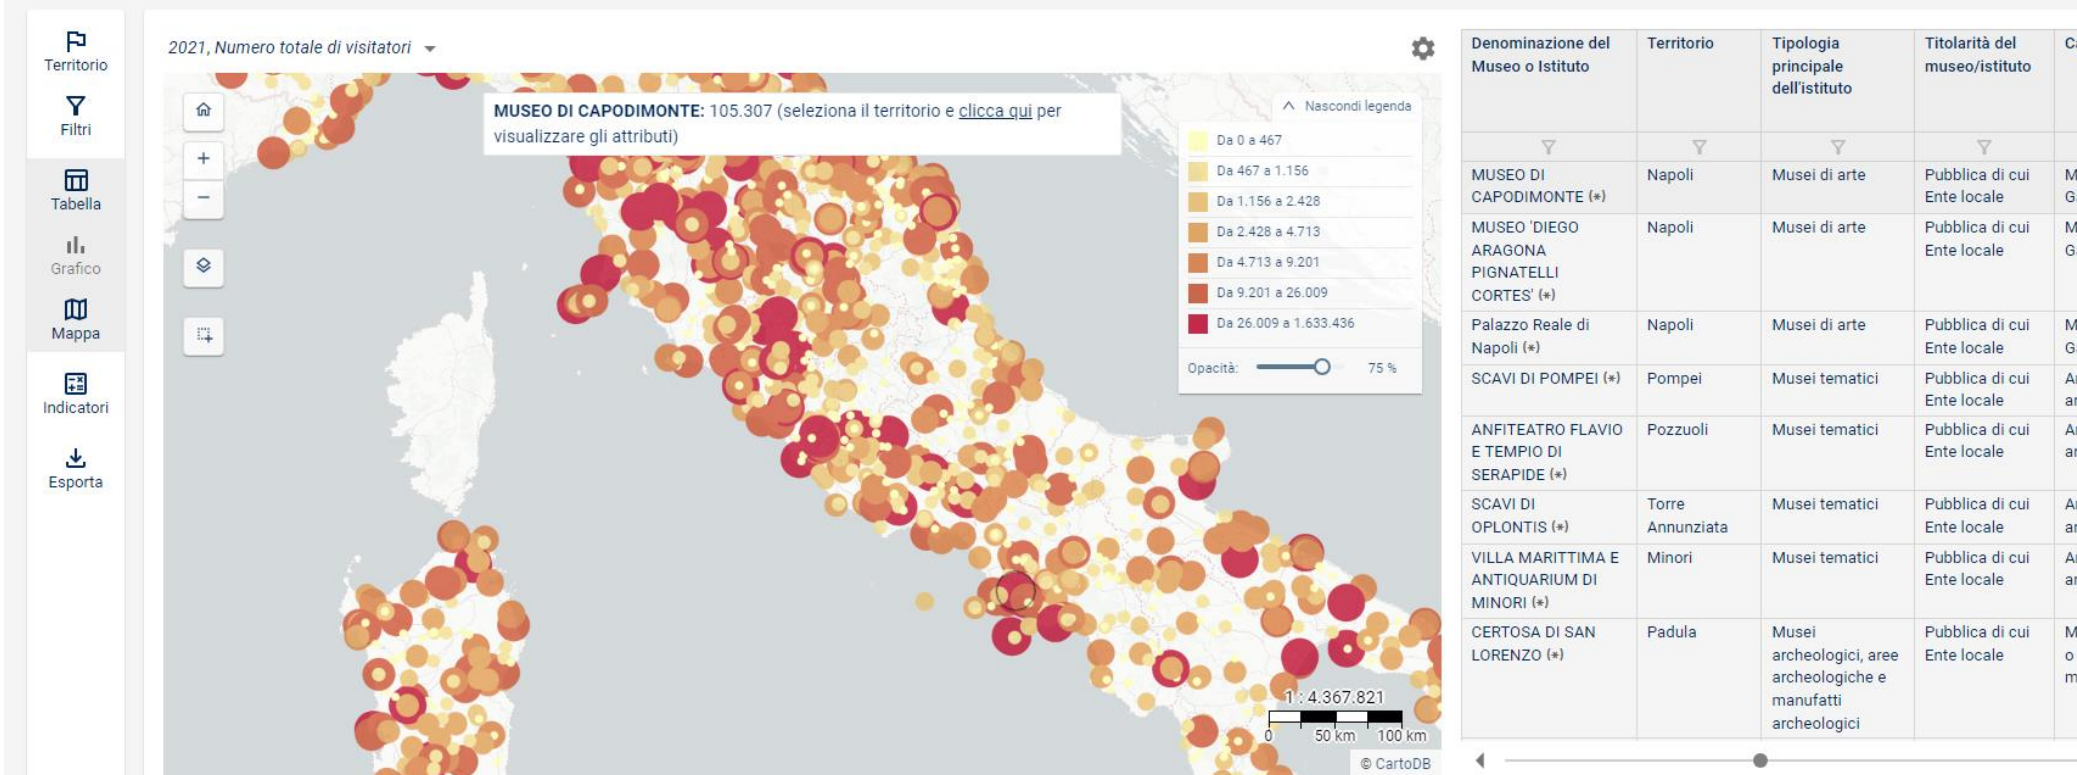 Territorio
Filtri
Tabella
Grafico
Mappa
Indicatori
Esporta
2021, Numero totale di visitatori
MUSEO DI CAPODIMONTE: 105.307 (seleziona il territorio e clicca qui per
visualizzare gli attributi)
Nascondi legenda
Da 0 a 467
Da 467 a 1.156
Da 1.156 a 2.428
Da 2.428 a 4.713
Da 4.713 a 9.201
Da 9.201 a 26.009
Da 26.009 a 1.633.436
Opacità: 75 %
1 : 4.367.821
0 50 km 100 km
© CartoDB
Denominazione del
Museo o Istituto
Territorio
Tipologia
principale
dell'istituto
Titolarità del
museo/istituto
MUSEO DI
CAPODIMONTE (*)
Napoli
Musei di arte
Pubblica di cui
Ente locale
MUSEO 'DIEGO
ARAGONA
PIGNATELLI
CORTES' (*)
Napoli
Musei di arte
Pubblica di cui
Ente locale
Palazzo Reale di
Napoli (*)
Napoli
Musei di arte
Pubblica di cui
Ente locale
SCAVI DI POMPEI (*)
Pompei
Musei tematici
Pubblica di cui
Ente locale
ANFITEATRO FLAVIO
E TEMPIO DI
SERAPIDE (*)
Pozzuoli
Musei tematici
Pubblica di cui
Ente locale
SCAVI DI
OPLONTIS (*)
Torre
Annunziata
Musei tematici
Pubblica di cui
Ente locale
VILLA MARITTIMA E
ANTIQUARIUM DI
MINORI (*)
Minori
Musei tematici
Pubblica di cui
Ente locale
CERTOSA DI SAN
LORENZO (*)
Padula
Musei
archeologici, aree
archeologiche e
manufatti
archeologici
Pubblica di cui
Ente locale